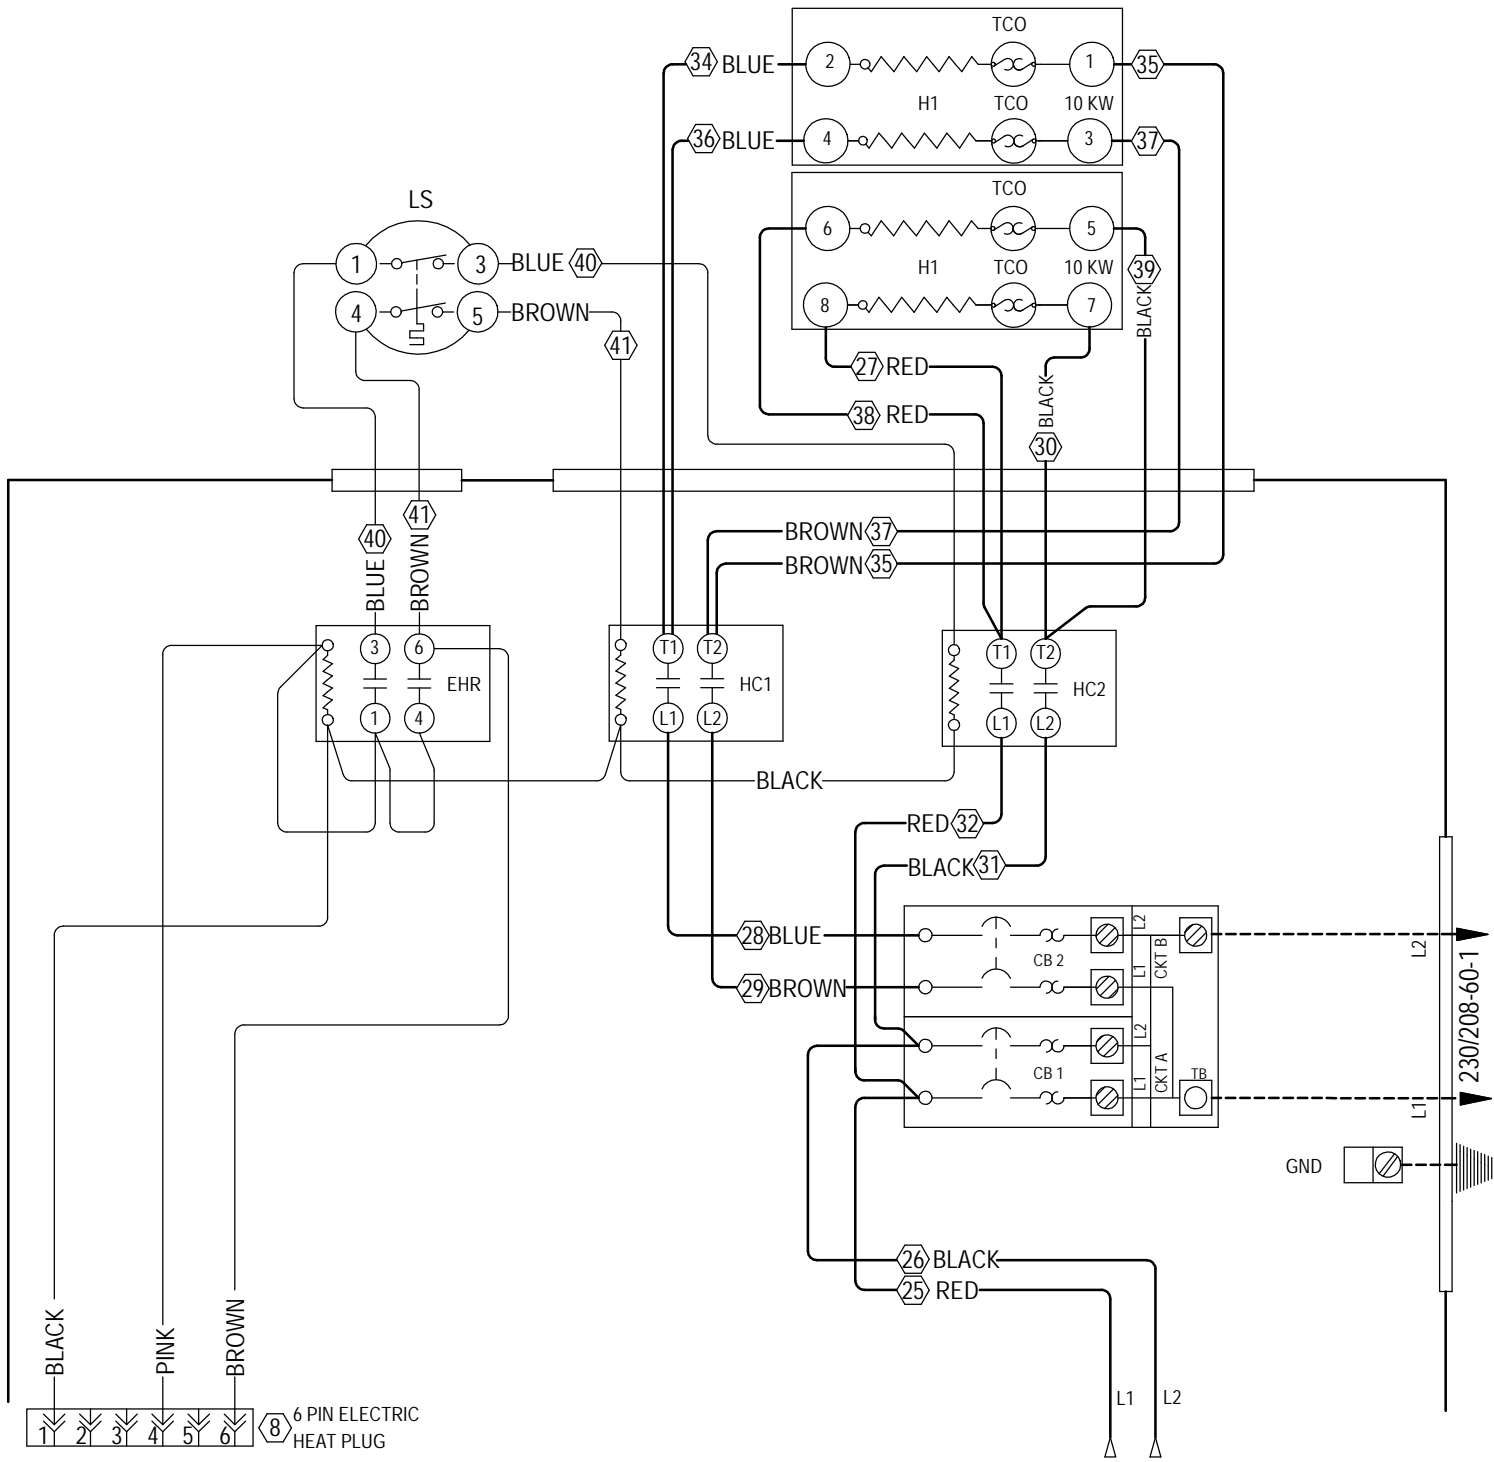 TCO
34 BLUE 2 1 35
H1 TCO 10 KW
36 BLUE 4 3 37
TCO
LS
6 5
1 3 BLUE 40
H1 TCO 10 KW
39
BLACK
4 5 BROWN
8 7
41
27 RED
38 RED
BLACK
30
41
40
BROWN 37
BROWN 35
BLUE
BROWN
3 6
EHR
1 4
T1 T2
HC1
L1 L2
T1 T2
HC2
L1 L2
BLACK
RED 32
BLACK 31
28 BLUE
29 BROWN
CB 2
L2
L1
CKT B
CB 1
L2
L1
CKT A
TB
L2
L1
230/208-60-1
GND
26 BLACK
25 RED
L1 L2
BLACK
PINK
BROWN
1 2 3 4 5 6
8 6 PIN ELECTRIC
HEAT PLUG